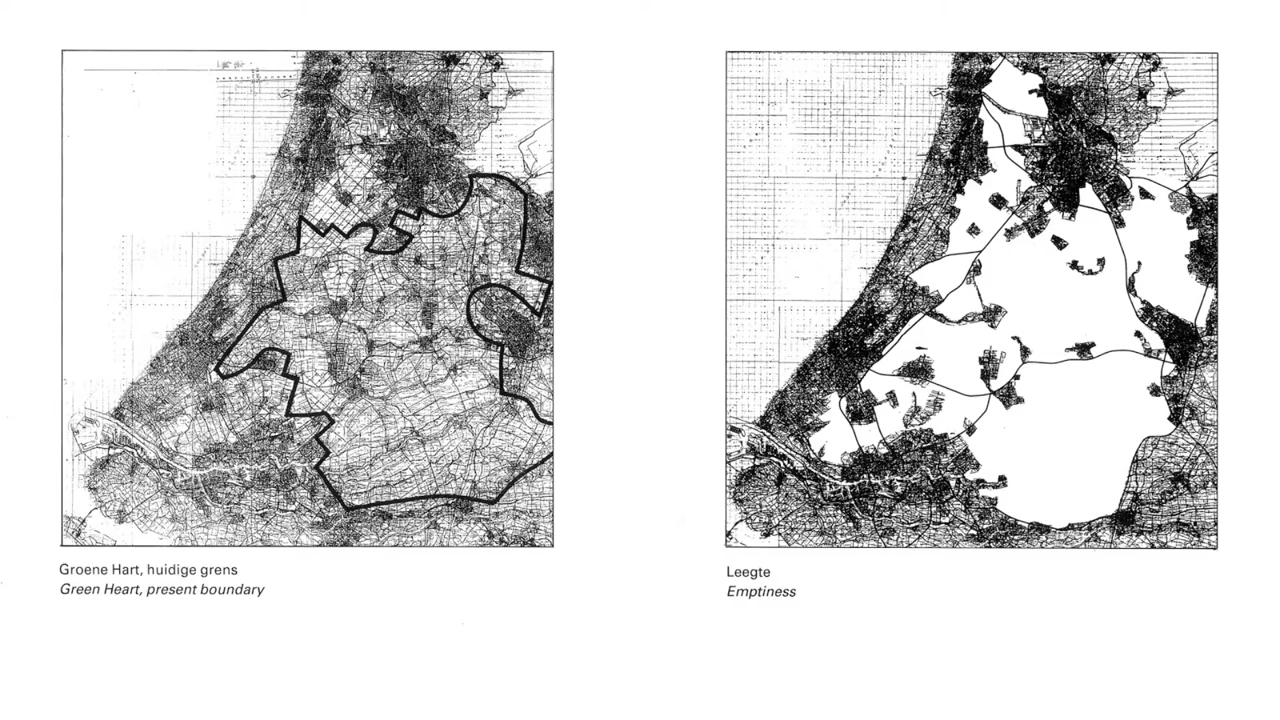 Groene Hart, huidige grens
Green Heart, present boundary
Leegte
Emptiness